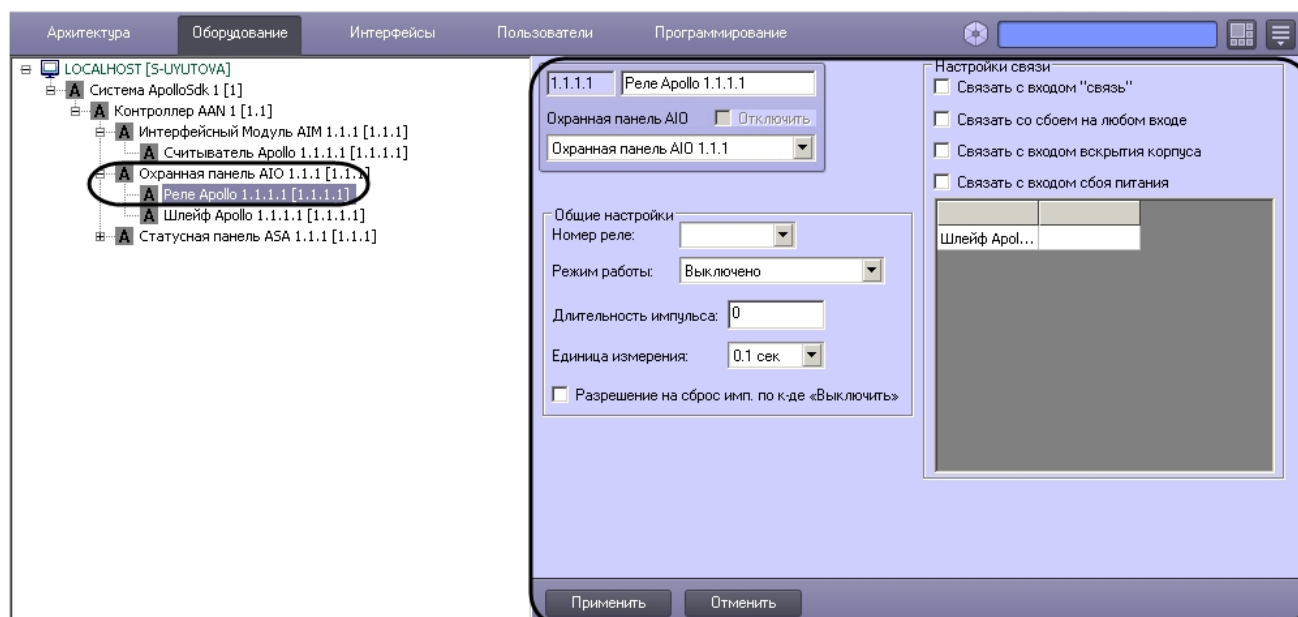 Архитектура Оборудование Интерфейсы Пользователи Программирование
LOCALHOST [S-UYUTOVA]
A Система ApolloSdk 1 [1]
A Контроллер AAN 1 [1.1]
A Интерфейсный Модуль AIM 1.1.1 [1.1.1]
A Считыватель Apollo 1.1.1.1 [1.1.1.1]
A Охранная панель AIO 1.1.1 [1.1.1]
A Реле Apollo 1.1.1.1 [1.1.1.1]
A Шлейф Apollo 1.1.1.1 [1.1.1.1]
A Статусная панель ASA 1.1.1 [1.1.1]
1.1.1.1 Реле Apollo 1.1.1.1
Охранная панель AIO Отключить
Охранная панель AIO 1.1.1
Общие настройки
Номер реле:
Режим работы: Выключено
Длительность импульса: 0
Единица измерения: 0.1 сек
Разрешение на сброс имп. по к-де «Выключить»
Настройки связи
Связать с входом "связь"
Связать со сбоем на любом входе
Связать с входом вскрытия корпуса
Связать с входом сбоя питания
Шлейф Apol...
Применить Отменить